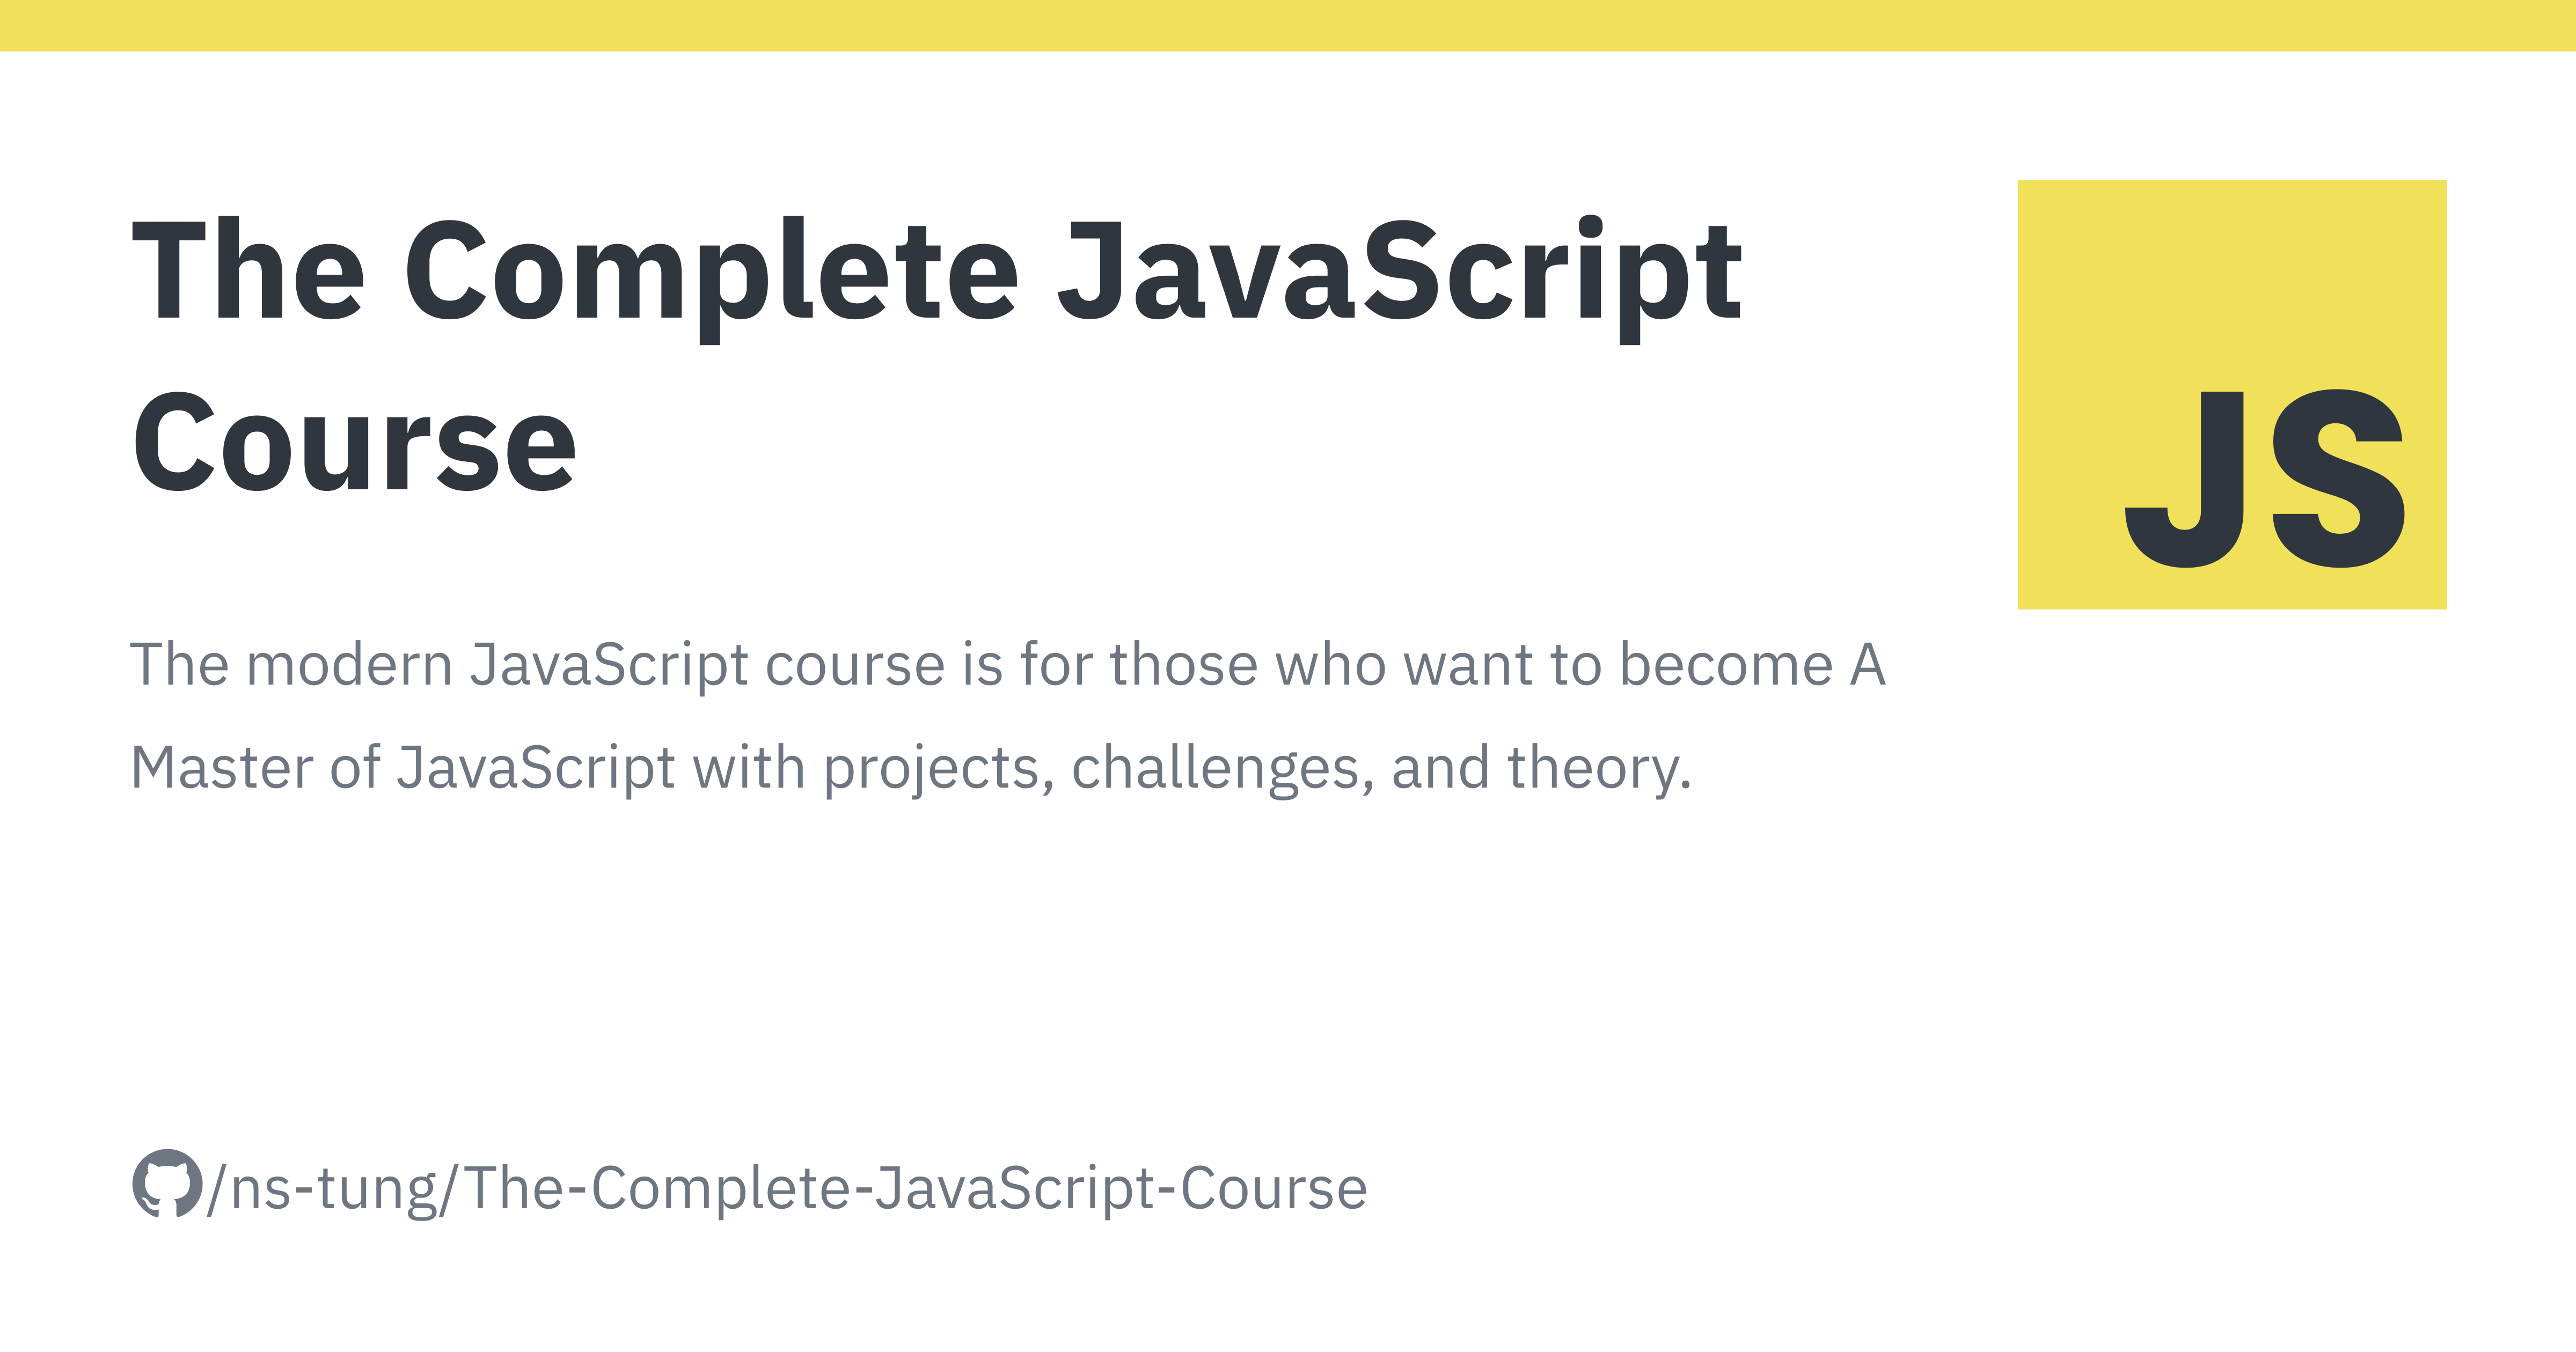 The Complete JavaScript
Course
JS
The modern JavaScript course is for those who want to become A
Master of JavaScript with projects, challenges, and theory.
/ns-tung/The-Complete-JavaScript-Course